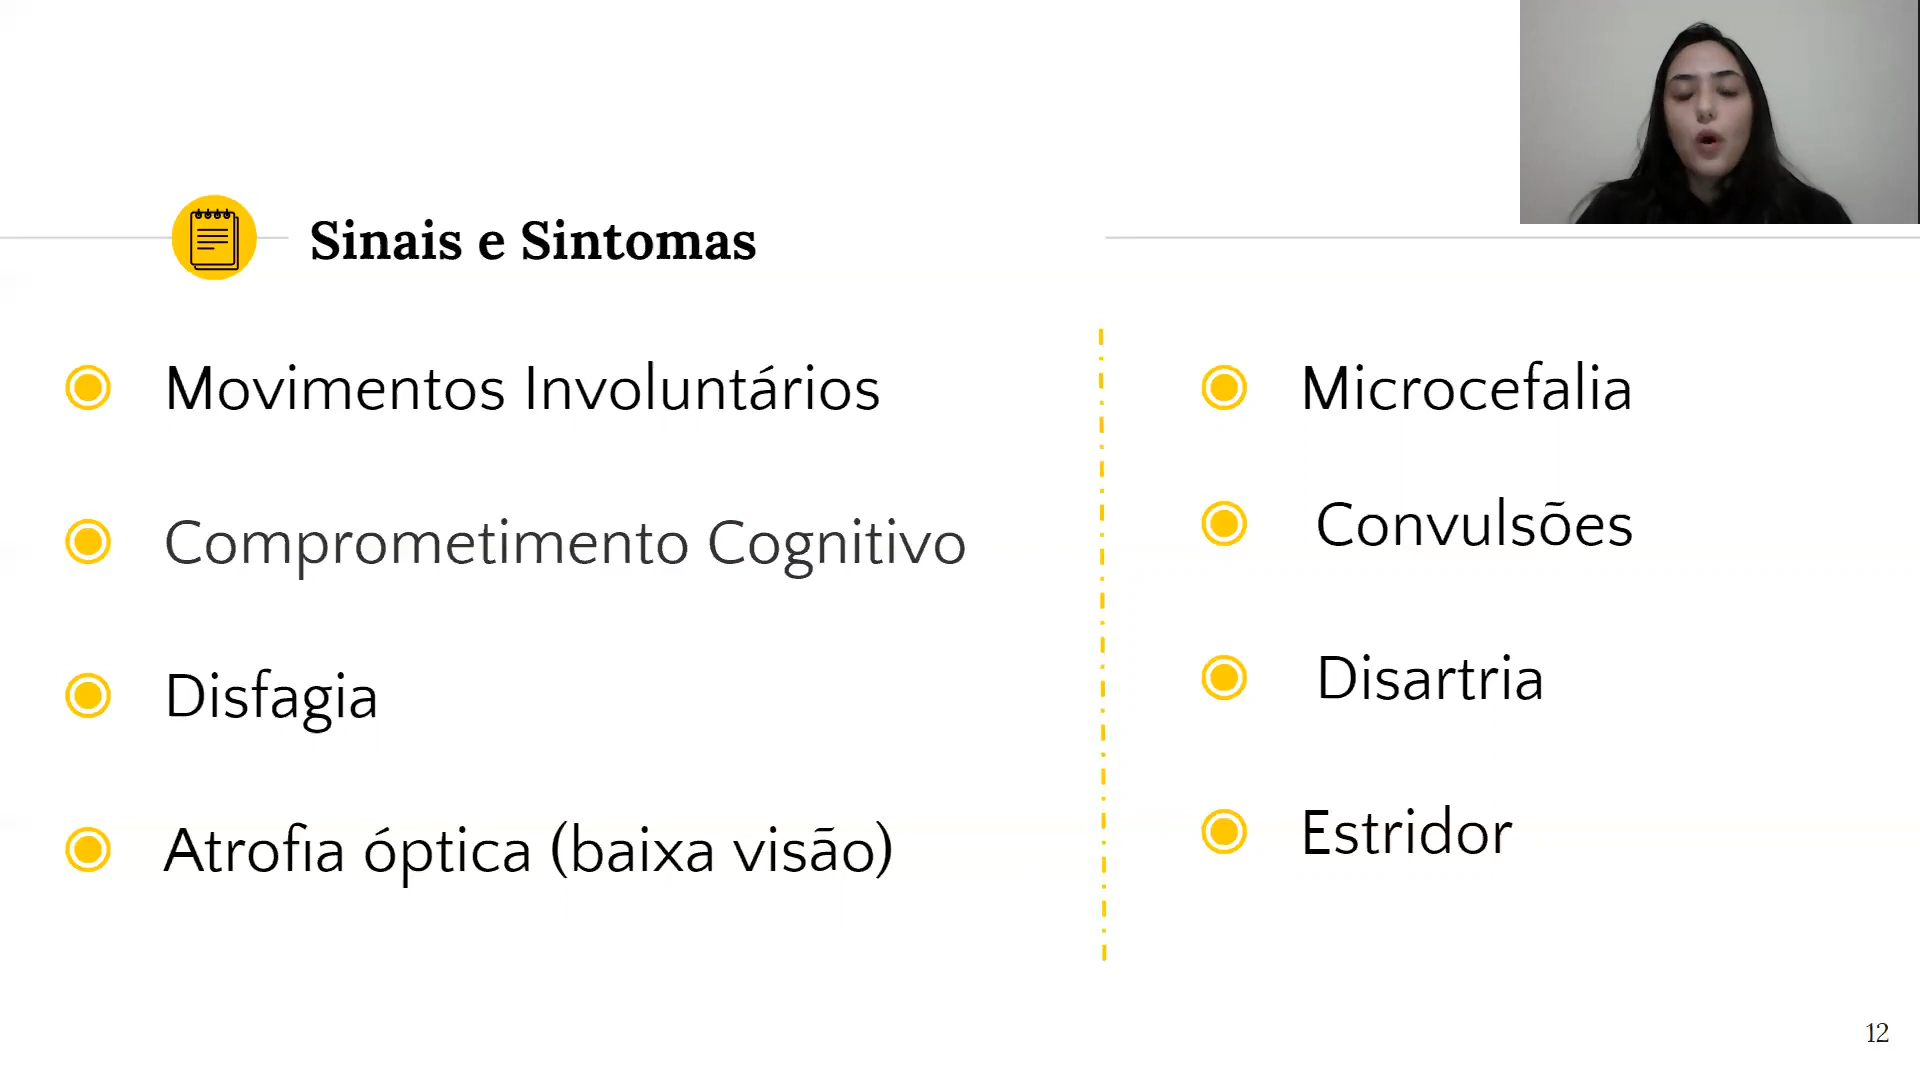 Sinais e Sintomas
Movimentos Involuntários
Comprometimento Cognitivo
Disfagia
Atrofia óptica (baixa visão)
Microcefalia
Convulsões
Disartria
Estridor
12